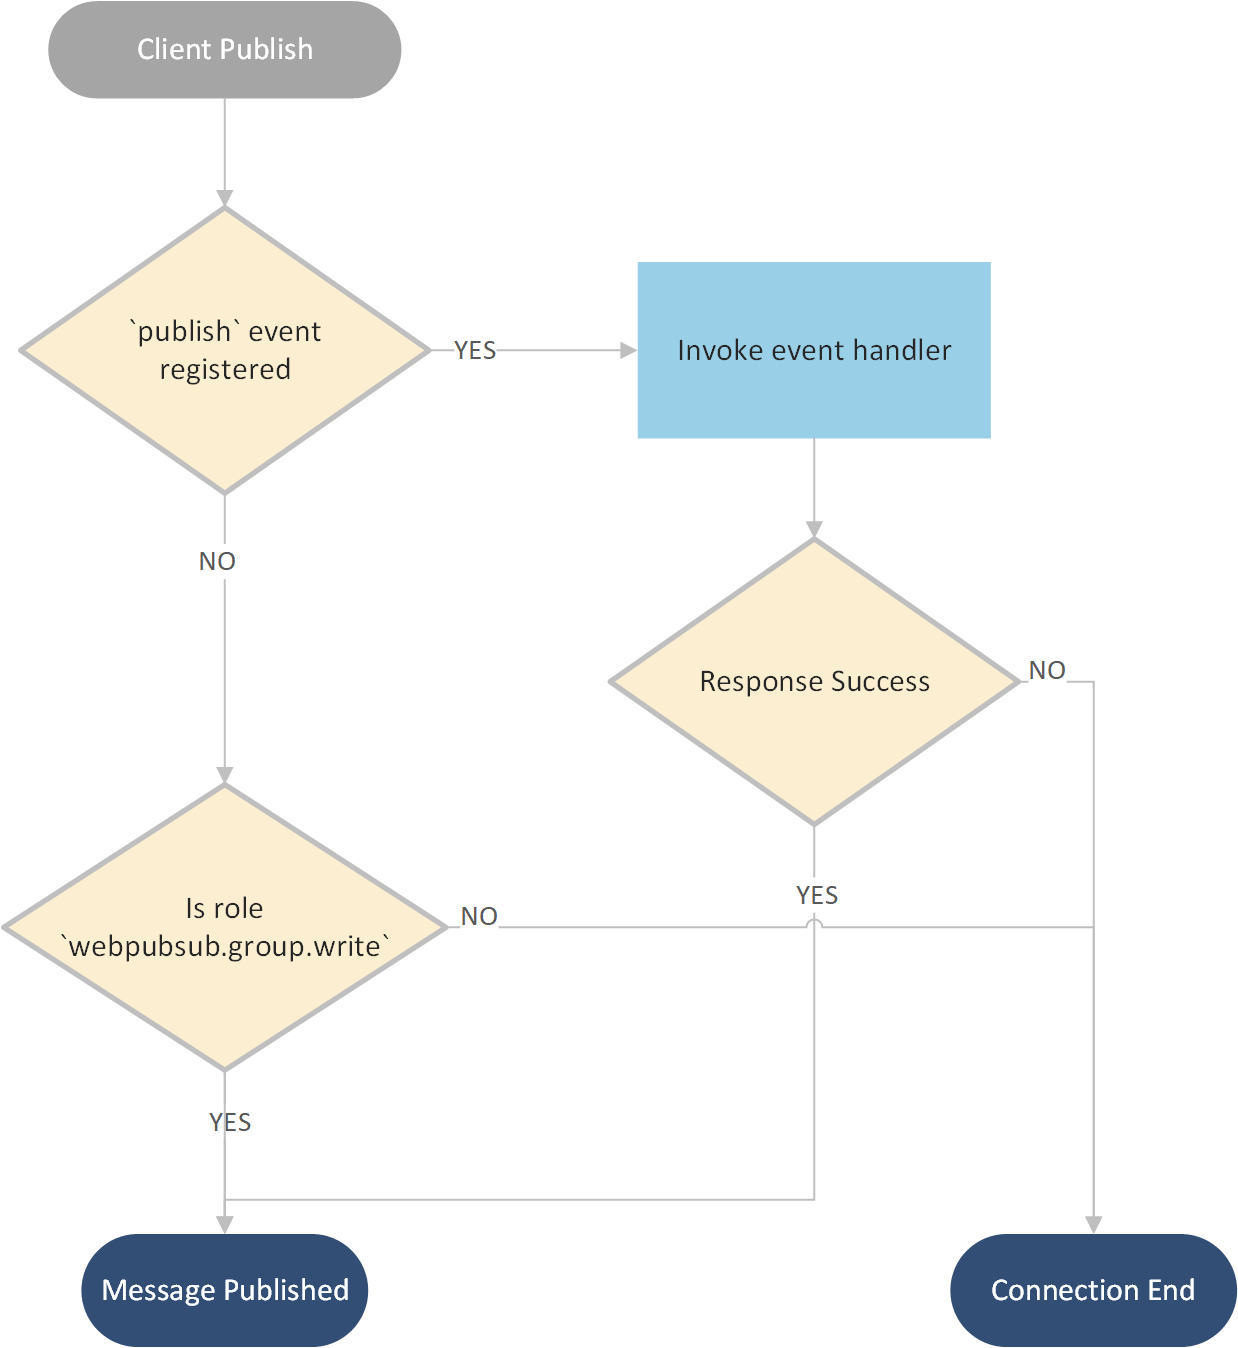 Client Publish
`publish` event
registered
YES
Invoke event handler
NO
Response Success
NO
Is role
`webpubsub.group.write`
NO
YES
YES
Message Published
Connection End